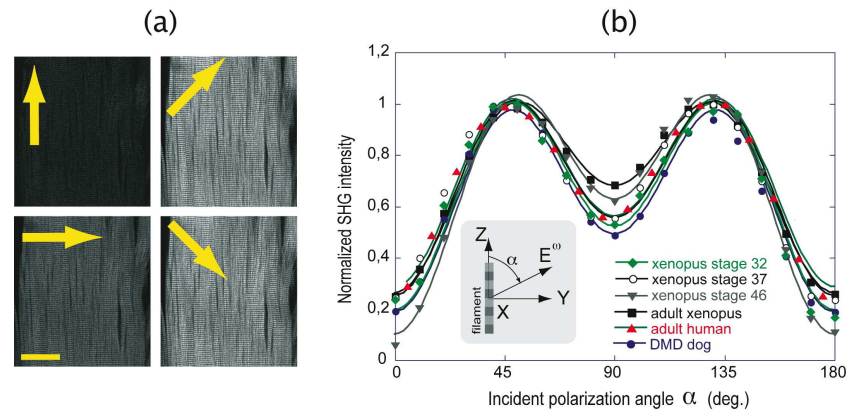 (a)
(b)
Normalized SHG intensity
1,2
1
0,8
0,6
0,4
0,2
0
0
45
90
135
180
Incident polarization angle α (deg.)
Z
α
E^ω
X
Y
filament
xenopus stage 32
xenopus stage 37
xenopus stage 46
adult xenopus
adult human
DMD dog